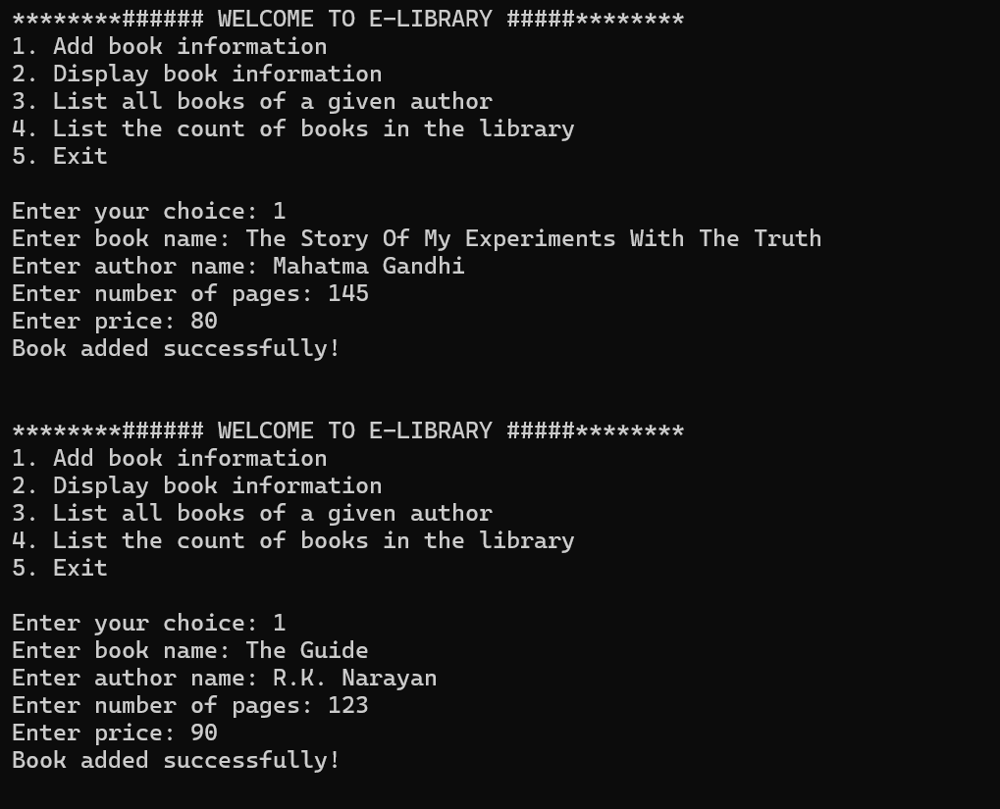 ********###### WELCOME TO E-LIBRARY #####********
1. Add book information
2. Display book information
3. List all books of a given author
4. List the count of books in the library
5. Exit
Enter your choice: 1
Enter book name: The Story Of My Experiments With The Truth
Enter author name: Mahatma Gandhi
Enter number of pages: 145
Enter price: 80
Book added successfully!
********###### WELCOME TO E-LIBRARY #####********
1. Add book information
2. Display book information
3. List all books of a given author
4. List the count of books in the library
5. Exit
Enter your choice: 1
Enter book name: The Guide
Enter author name: R.K. Narayan
Enter number of pages: 123
Enter price: 90
Book added successfully!